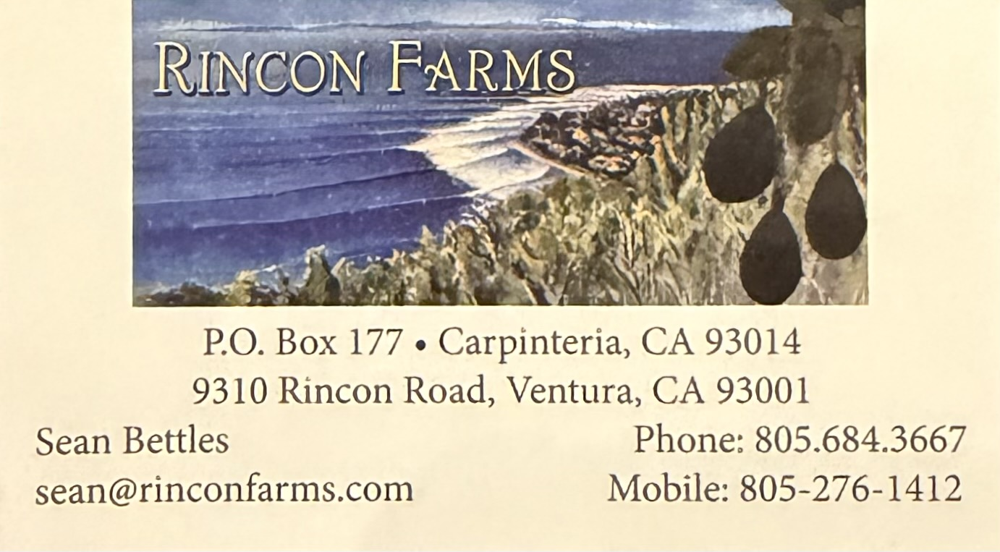 RINCON FARMS
P.O. Box 177 • Carpinteria, CA 93014
9310 Rincon Road, Ventura, CA 93001
Sean Bettles
Phone: 805.684.3667
sean@rinconfarms.com
Mobile: 805-276-1412